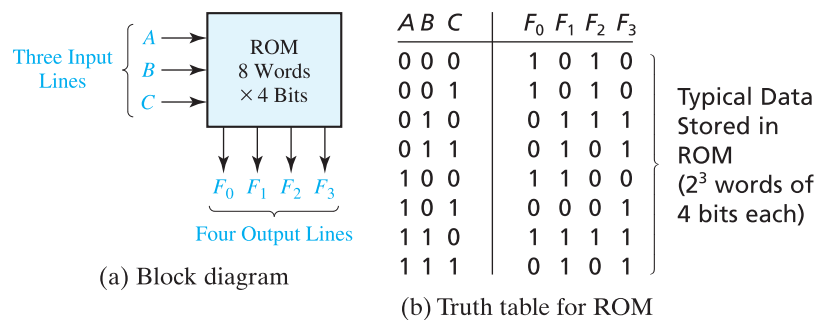 Three Input
Lines
A
B
C
ROM
8 Words
× 4 Bits
F₀ F₁ F₂ F₃
Four Output Lines
(a) Block diagram
A B C F₀ F₁ F₂ F₃
0 0 0 1 0 1 0
0 0 1 1 0 1 0
0 1 0 0 1 1 1
0 1 1 0 1 0 1
1 0 0 1 1 0 0
1 0 1 0 0 0 1
1 1 0 1 1 1 1
1 1 1 0 1 0 1
Typical Data
Stored in
ROM
(2³ words of
4 bits each)
(b) Truth table for ROM